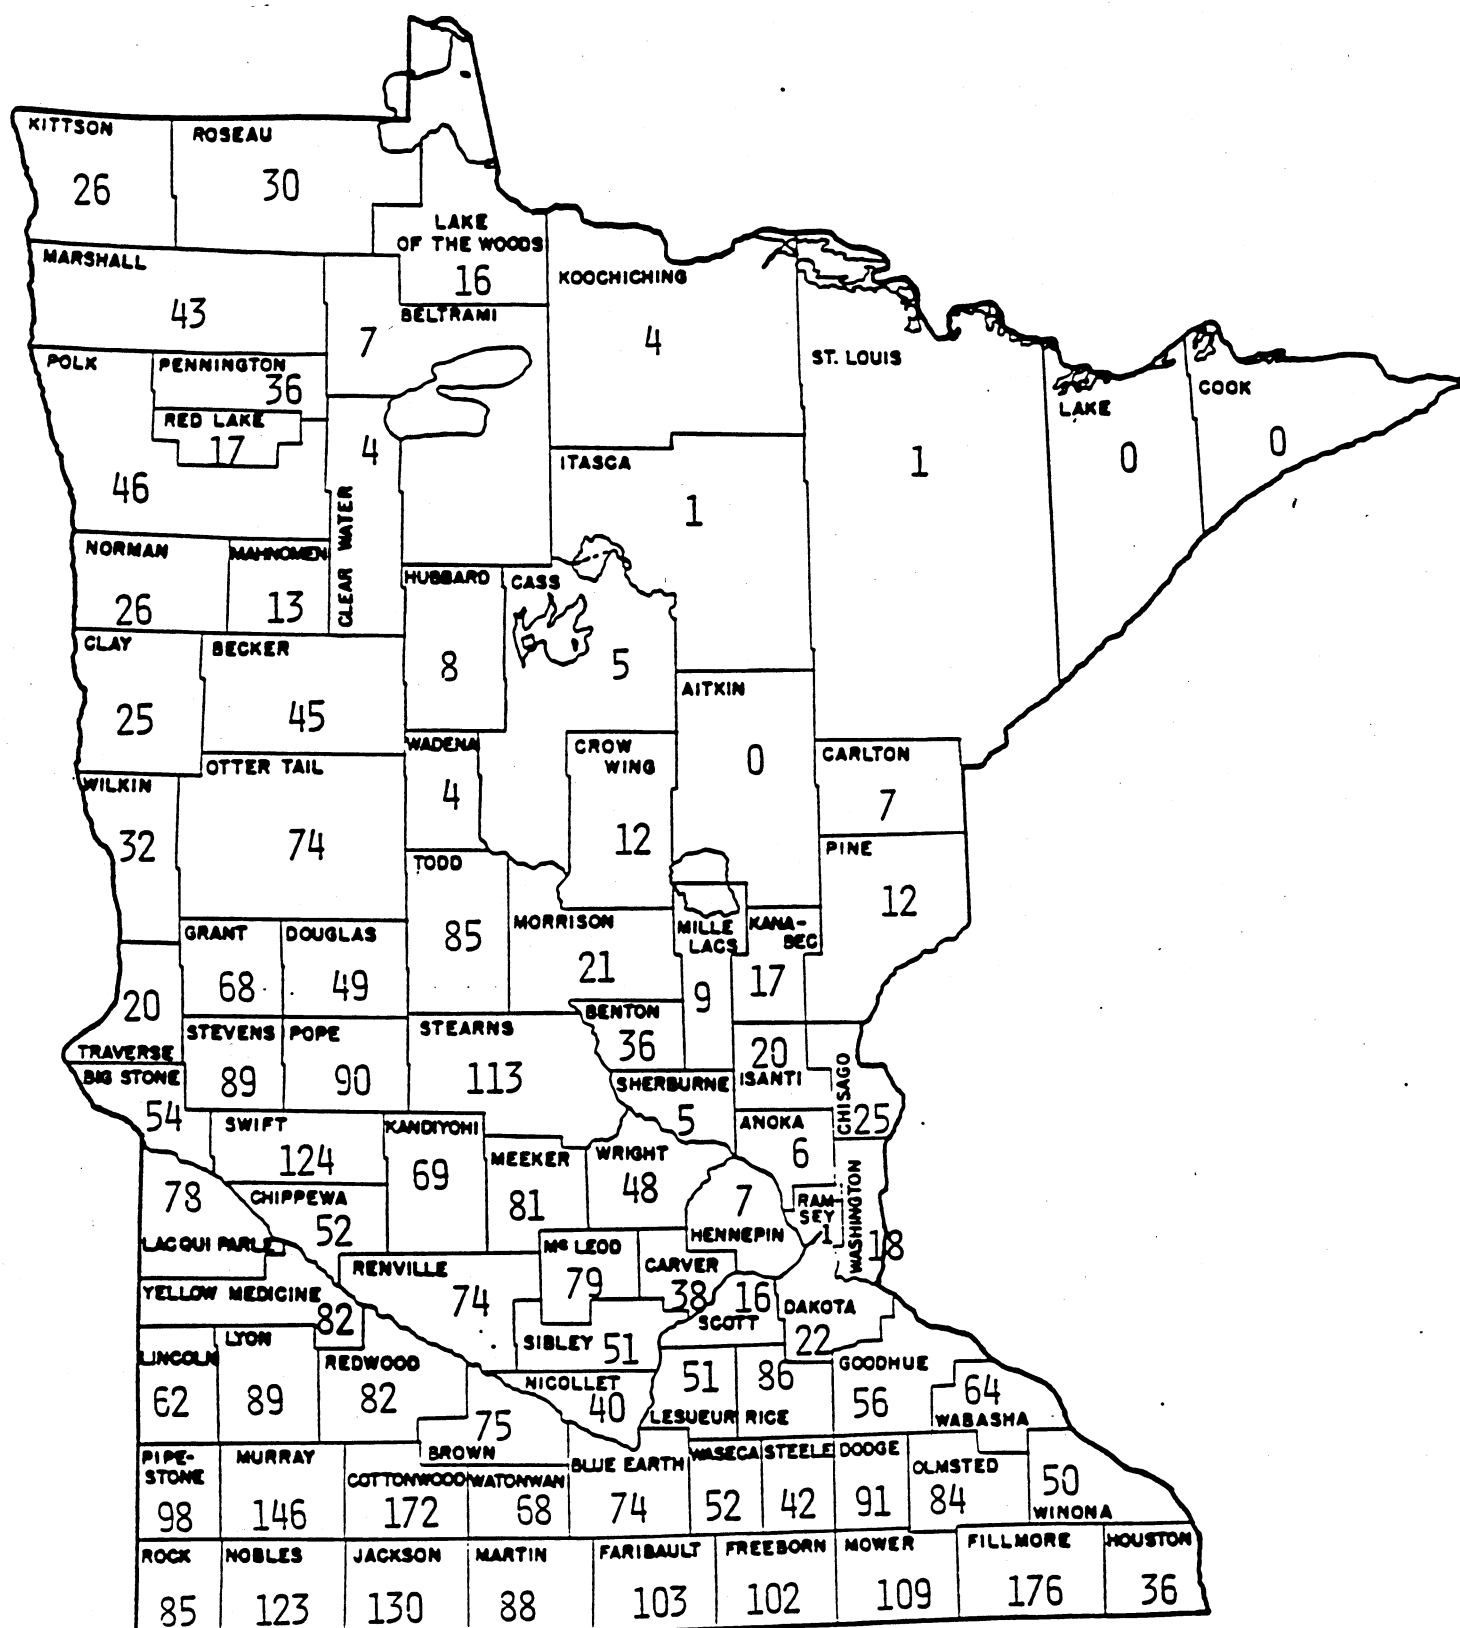 KITTSON
26
ROSEAU
30
LAKE
OF THE WOODS
16
MARSHALL
43
7
BELTRAMI
KOOCHICHING
4
ST. LOUIS
1
LAKE
0
COOK
0
POLK
46
PENNINGTON
36
RED LAKE
17
4
CLEAR WATER
ITASCA
1
NORMAN
26
MAHNOMEN
13
HUBBARD
8
CASS
5
CLAY
25
BECKER
45
AITKIN
0
WADENA
4
CROW
WING
12
CARLTON
7
WILKIN
32
OTTER TAIL
74
PINE
12
TODD
85
MORRISON
21
MILLE
LACS
9
KANA-
BEC
17
GRANT
68
DOUGLAS
49
20
TRAVERSE
STEVENS
89
POPE
90
STEARNS
113
BENTON
36
20
ISANTI
CHISAGO
25
BIG STONE
54
SHERBURNE
5
ANOKA
6
SWIFT
124
KANDIYOHI
69
MEEKER
81
WRIGHT
48
7
HENNEPIN
RAM-
SEY
1
WASHINGTON
18
78
LACQUI PARLE
CHIPPEWA
52
RENVILLE
74
Mc LEOD
79
CARVER
38
16
SCOTT
DAKOTA
22
YELLOW MEDICINE
82
SIBLEY 51
LINCOLN
62
LYON
89
REDWOOD
82
NICOLLET
40
51
LESUEUR
86
RICE
GOODHUE
56
64
WABASHA
75
BROWN
PIPE-
STONE
98
MURRAY
146
COTTONWOOD
172
WATONWAN
68
BLUE EARTH
74
WASECA
52
STEELE
42
DODGE
91
OLMSTED
84
50
WINONA
ROCK
85
NOBLES
123
JACKSON
130
MARTIN
88
FARIBAULT
103
FREEBORN
102
MOWER
109
FILLMORE
176
HOUSTON
36